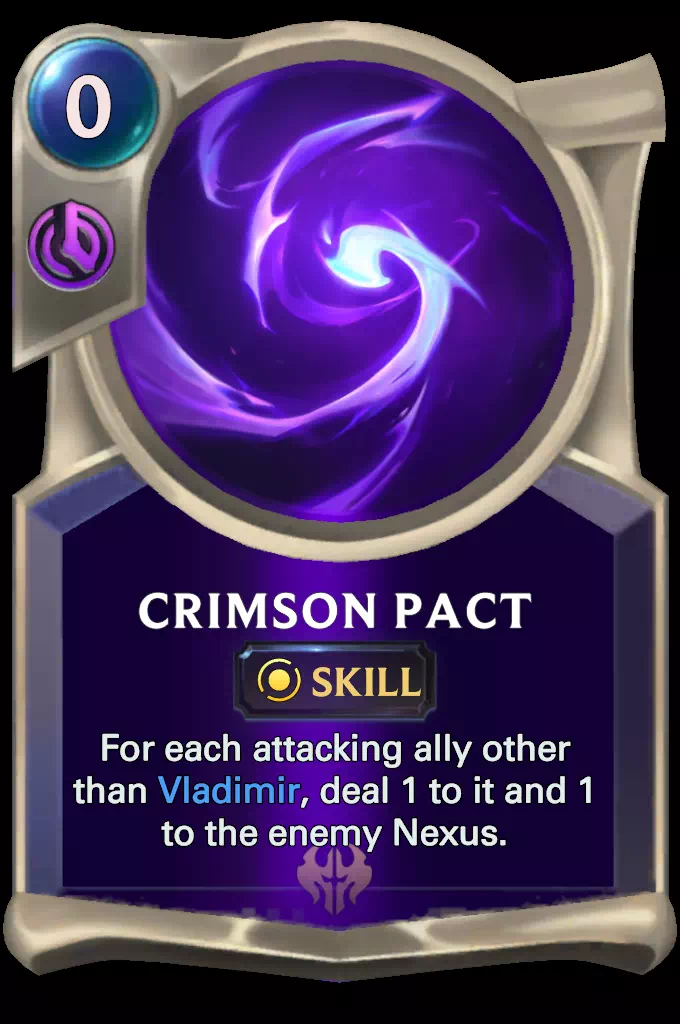 0
CRIMSON PACT
SKILL
For each attacking ally other
than Vladimir, deal 1 to it and 1
to the enemy Nexus.